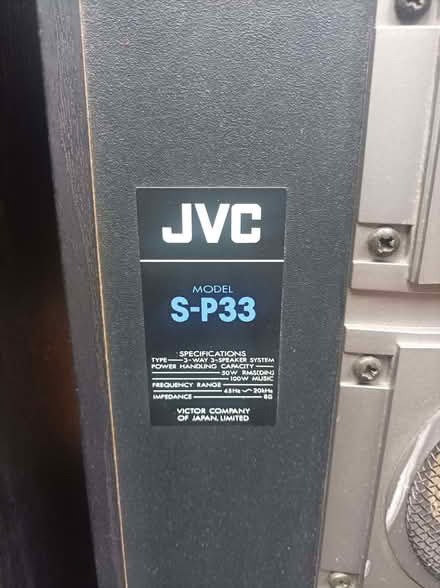 JVC
MODEL
S-P33
SPECIFICATIONS
TYPE 3-WAY 3-SPEAKER SYSTEM
POWER HANDLING CAPACITY
50W RMS(DIN)
100W MUSIC
FREQUENCY RANGE 45Hz~20kHz
IMPEDANCE 8Ω
VICTOR COMPANY
OF JAPAN, LIMITED